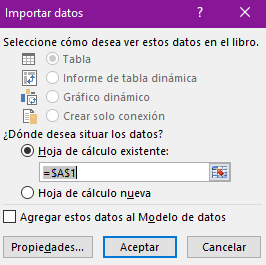 Importar datos
Seleccione cómo desea ver estos datos en el libro.
Tabla
Informe de tabla dinámica
Gráfico dinámico
Crear solo conexión
¿Dónde desea situar los datos?
Hoja de cálculo existente:
=$A$1
Hoja de cálculo nueva
Agregar estos datos al Modelo de datos
Propiedades... Aceptar Cancelar